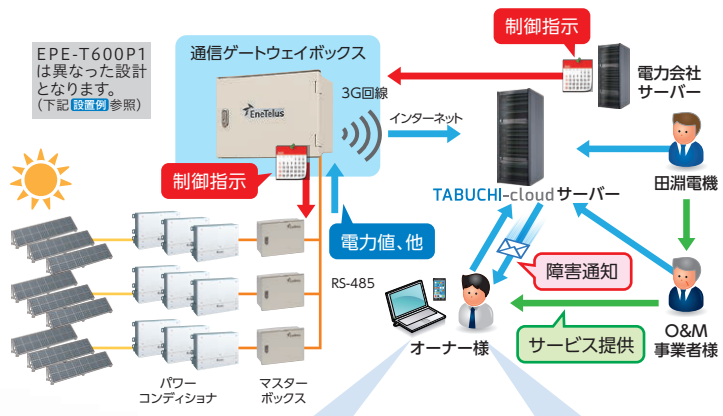 EPE-T600P1
は異なった設計
となります。
（下記 設置例 参照）
通信ゲートウェイボックス
EneTelus
3G回線
インターネット
制御指示
電力会社
サーバー
制御指示
電力値、他
TABUCHI-cloud サーバー
田淵電機
RS-485
障害通知
サービス提供
オーナー様
O&M
事業者様
パワー
コンディショナ
マスター
ボックス